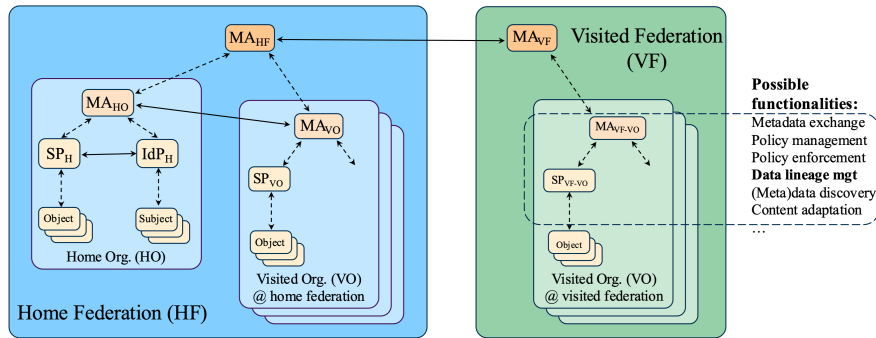 MAHF
MAVF
Visited Federation
(VF)
MAHO
SPH
IdPH
Object
Subject
Home Org. (HO)
MAVO
SPVO
Object
Visited Org. (VO)
@ home federation
Home Federation (HF)
MAVF-VO
SPVF-VO
Object
Visited Org. (VO)
@ visited federation
Possible
functionalities:
Metadata exchange
Policy management
Policy enforcement
Data lineage mgt
(Meta)data discovery
Content adaptation
…